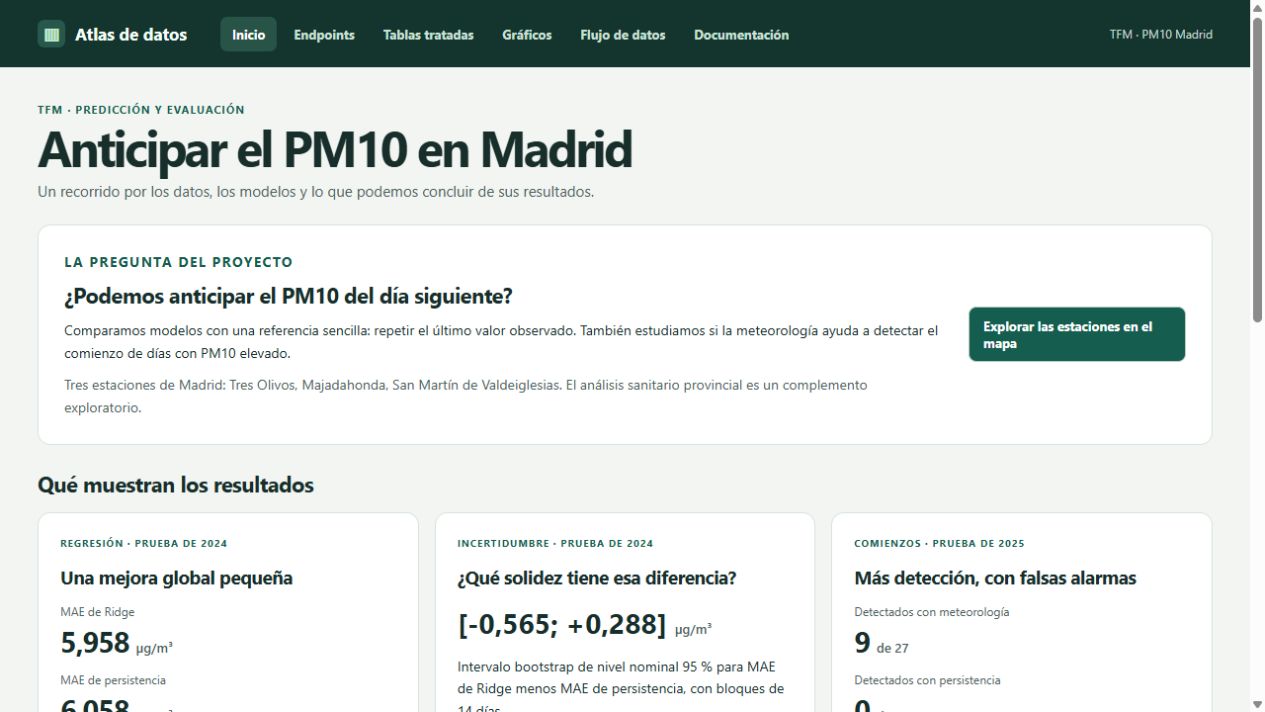 Atlas de datos
Inicio
Endpoints
Tablas tratadas
Gráficos
Flujo de datos
Documentación
TFM · PM10 Madrid
TFM · PREDICCIÓN Y EVALUACIÓN
Anticipar el PM10 en Madrid
Un recorrido por los datos, los modelos y lo que podemos concluir de sus resultados.
LA PREGUNTA DEL PROYECTO
¿Podemos anticipar el PM10 del día siguiente?
Comparamos modelos con una referencia sencilla: repetir el último valor observado. También estudiamos si la meteorología ayuda a detectar el
comienzo de días con PM10 elevado.
Tres estaciones de Madrid: Tres Olivos, Majadahonda, San Martín de Valdeiglesias. El análisis sanitario provincial es un complemento
exploratorio.
Explorar las estaciones en el
mapa
Qué muestran los resultados
REGRESIÓN · PRUEBA DE 2024
Una mejora global pequeña
MAE de Ridge
5,958 µg/m³
MAE de persistencia
6,058
INCERTIDUMBRE · PRUEBA DE 2024
¿Qué solidez tiene esa diferencia?
[-0,565; +0,288] µg/m³
Intervalo bootstrap de nivel nominal 95 % para MAE
de Ridge menos MAE de persistencia, con bloques de
14 días
COMIENZOS · PRUEBA DE 2025
Más detección, con falsas alarmas
Detectados con meteorología
9 de 27
Detectados con persistencia
0